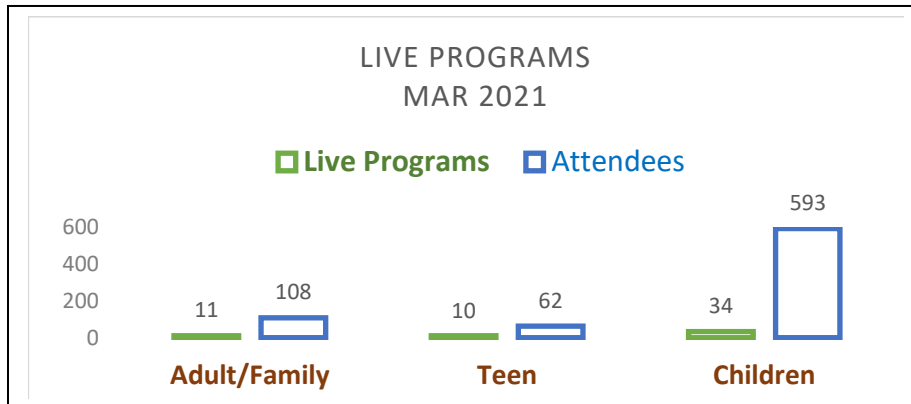 LIVE PROGRAMS
MAR 2021
Live Programs Attendees
593
600
400
200
0
11 108 10 62 34
Adult/Family Teen Children